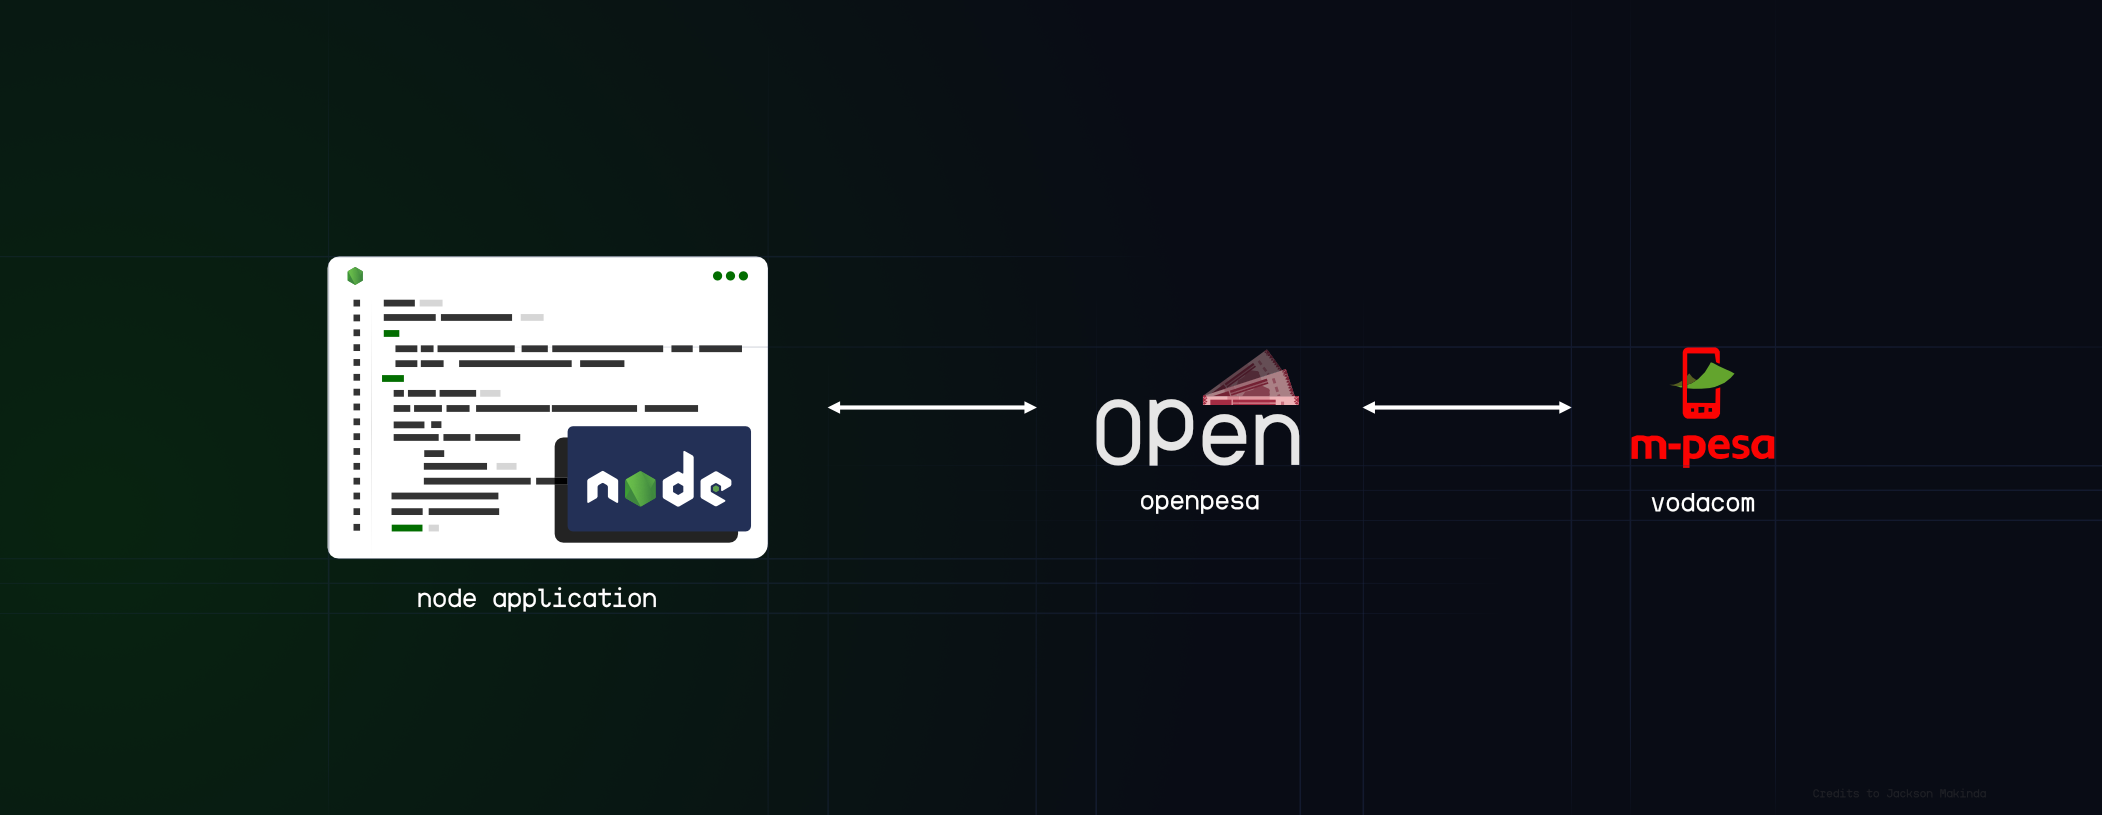 node
node application
open
openpesa
m-pesa
vodacom
Credits to Jackson Makinda